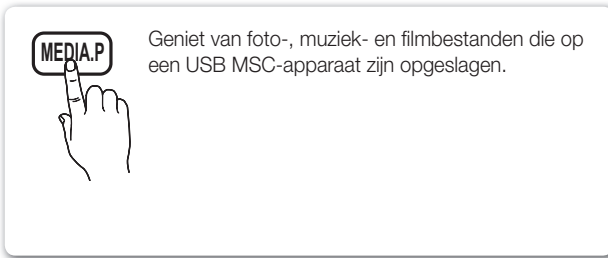 MEDIA.P
Geniet van foto-, muziek- en filmbestanden die op
een USB MSC-apparaat zijn opgeslagen.